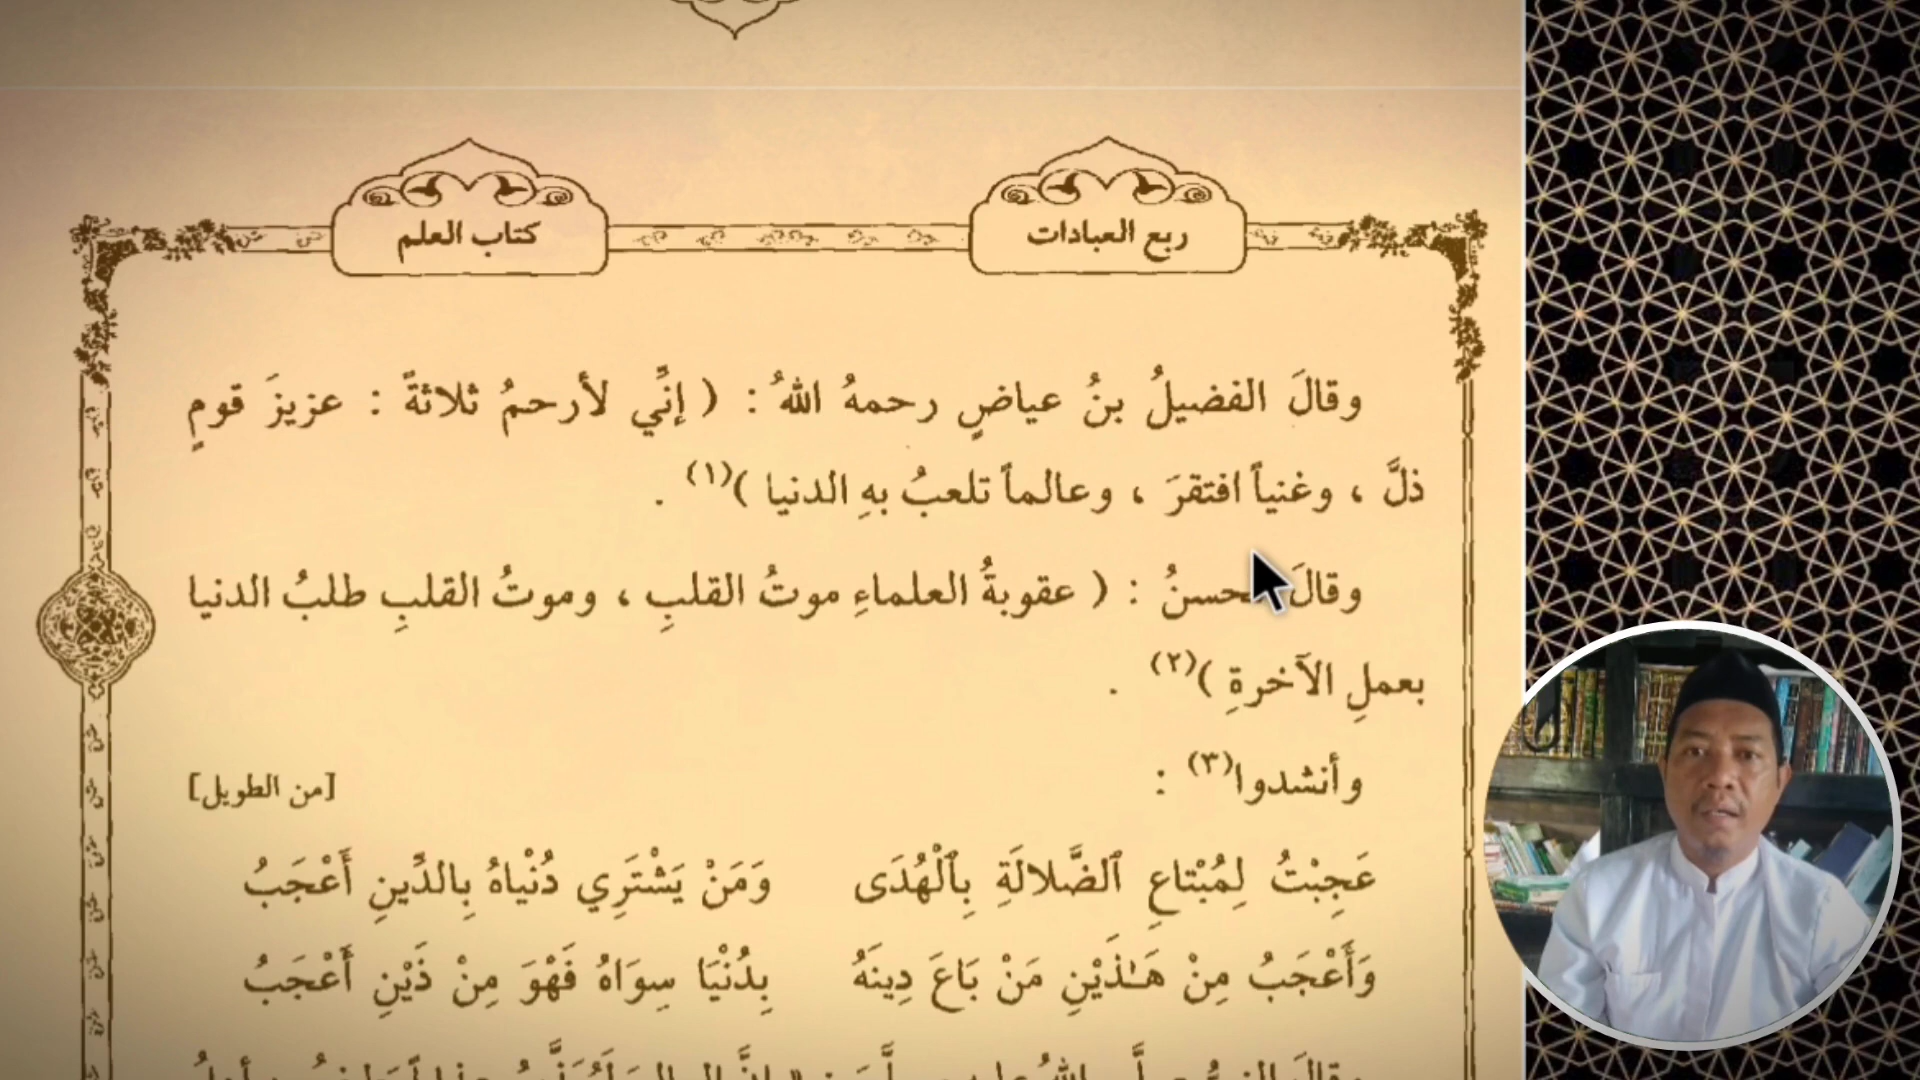 ربع العبادات
كتاب العلم
وقالَ الفضيلُ بنُ عياضٍ رحمهُ اللهُ : ( إنِّي لأرحمُ ثلاثةً : عزيزَ قومٍ
ذلَّ ، وغنياً افتقرَ ، وعالماً تلعبُ بهِ الدنيا )(١) .
وقالَ : ( عقوبةُ العلماءِ موتُ القلبِ ، وموتُ القلبِ طلبُ الدنيا
بعملِ الآخرةِ )(٢) .
وأنشدوا(٣) : [من الطويل]
عَجِبْتُ لِمُبْتاعِ ٱلضَّلالَةِ بِٱلْهُدَى وَمَنْ يَشْتَرِي دُنْياهُ بِالدِّينِ أَعْجَبُ
وَأَعْجَبُ مِنْ هَـٰذَيْنِ مَنْ بَاعَ دِينَهُ بِدُنْيَا سِوَاهُ فَهْوَ مِنْ ذَيْنِ أَعْجَبُ